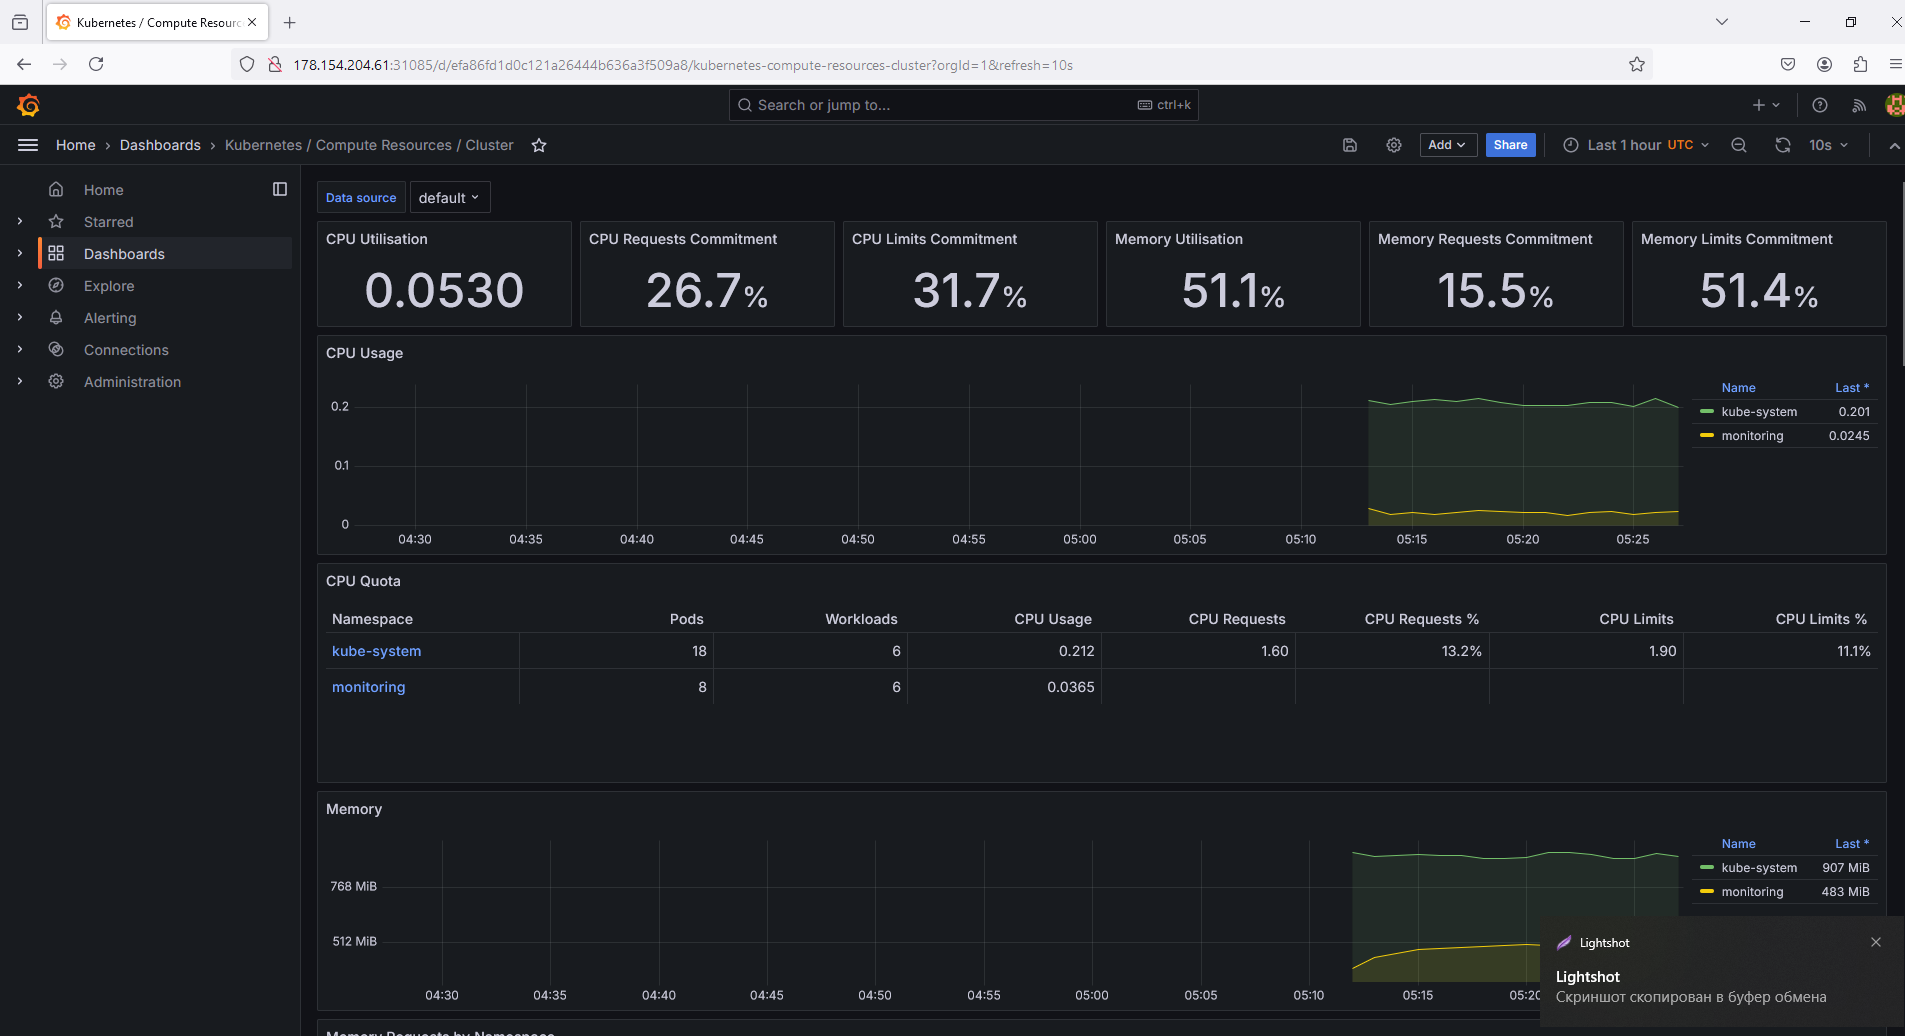 Kubernetes / Compute Resourc
178.154.204.61:31085/d/efa86fd1d0c121a26444b636a3f509a8/kubernetes-compute-resources-cluster?orgId=1&refresh=10s
Search or jump to...
ctrl+k
Home › Dashboards › Kubernetes / Compute Resources / Cluster
Add
Share
Last 1 hour UTC
10s
Home
Starred
Dashboards
Explore
Alerting
Connections
Administration
Data source
default
CPU Utilisation
0.0530
CPU Requests Commitment
26.7%
CPU Limits Commitment
31.7%
Memory Utilisation
51.1%
Memory Requests Commitment
15.5%
Memory Limits Commitment
51.4%
CPU Usage
0.2
0.1
0
04:30 04:35 04:40 04:45 04:50 04:55 05:00 05:05 05:10 05:15 05:20 05:25
Name Last *
kube-system 0.201
monitoring 0.0245
CPU Quota
Namespace Pods Workloads CPU Usage CPU Requests CPU Requests % CPU Limits CPU Limits %
kube-system 18 6 0.212 1.60 13.2% 1.90 11.1%
monitoring 8 6 0.0365
Memory
768 MiB
512 MiB
04:30 04:35 04:40 04:45 04:50 04:55 05:00 05:05 05:10 05:15 05:20
Name Last *
kube-system 907 MiB
monitoring 483 MiB
Memory Requests by Namespace
Lightshot
Lightshot
Скриншот скопирован в буфер обмена